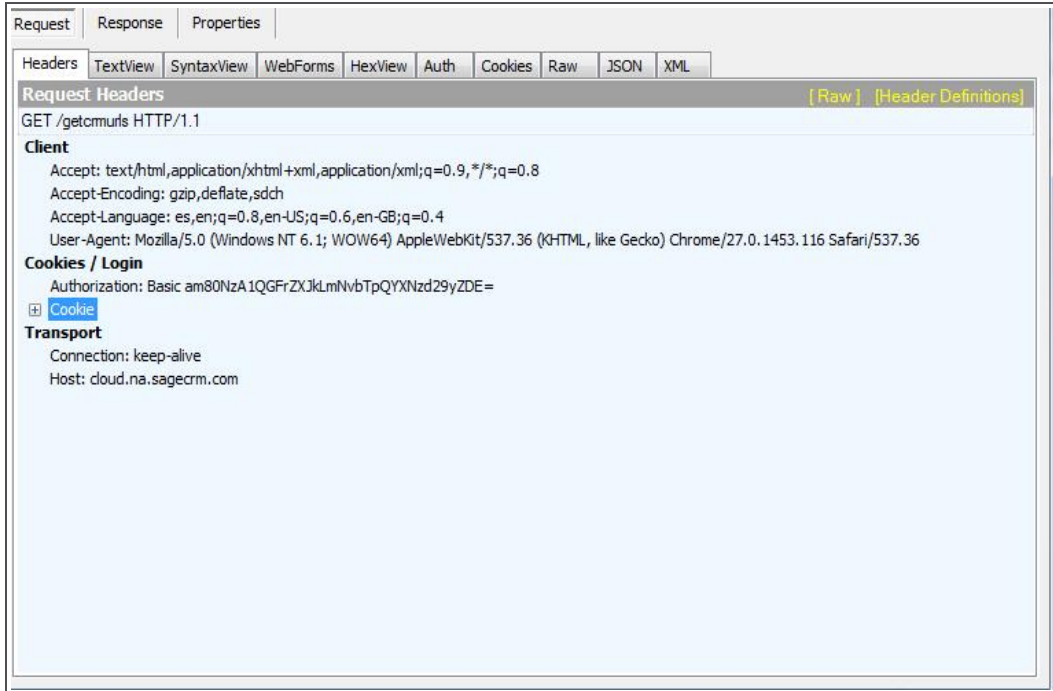 Request Response Properties
Headers TextView SyntaxView WebForms HexView Auth Cookies Raw JSON XML
Request Headers [ Raw ] [Header Definitions]
GET /getcrmurls HTTP/1.1
Client
Accept: text/html,application/xhtml+xml,application/xml;q=0.9,*/*;q=0.8
Accept-Encoding: gzip,deflate,sdch
Accept-Language: es,en;q=0.8,en-US;q=0.6,en-GB;q=0.4
User-Agent: Mozilla/5.0 (Windows NT 6.1; WOW64) AppleWebKit/537.36 (KHTML, like Gecko) Chrome/27.0.1453.116 Safari/537.36
Cookies / Login
Authorization: Basic am80NzA1QGFrZXJkLmNvbTpQYXNzd29yZDE=
Cookie
Transport
Connection: keep-alive
Host: cloud.na.sagecrm.com